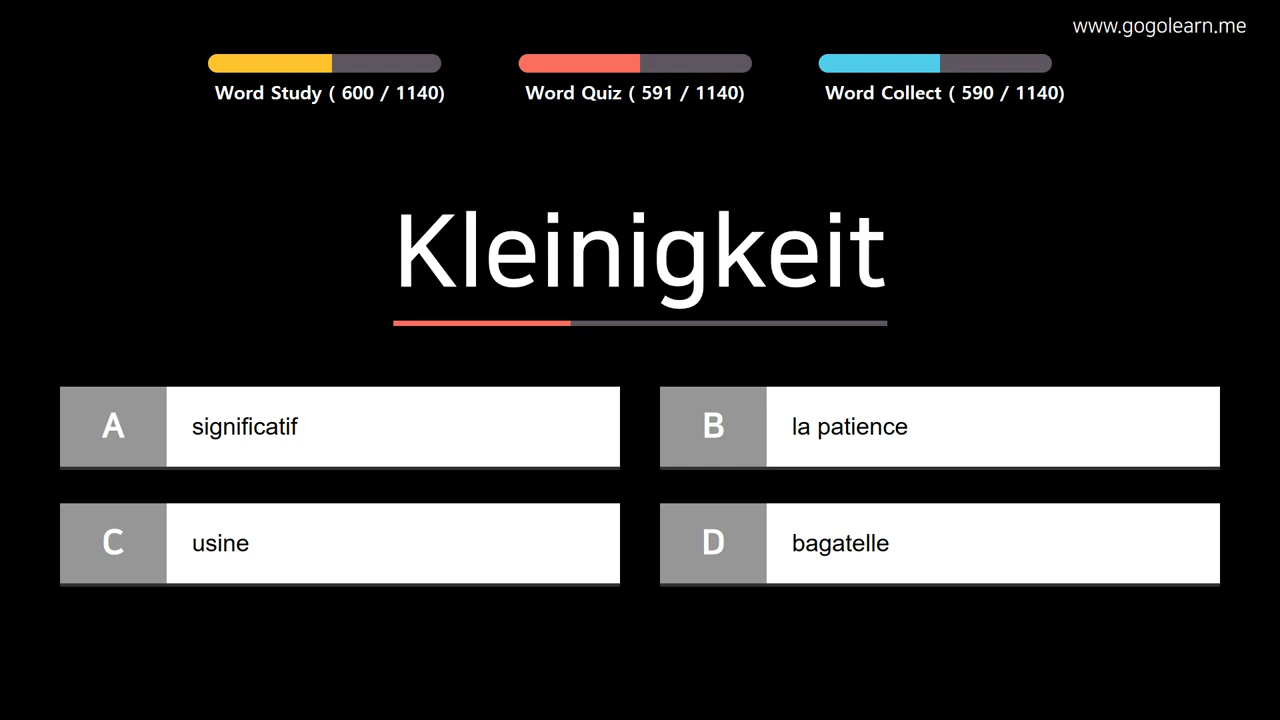 www.gogolearn.me
Word Study ( 600 / 1140)
Word Quiz ( 591 / 1140)
Word Collect ( 590 / 1140)
Kleinigkeit
A significatif
B la patience
C usine
D bagatelle